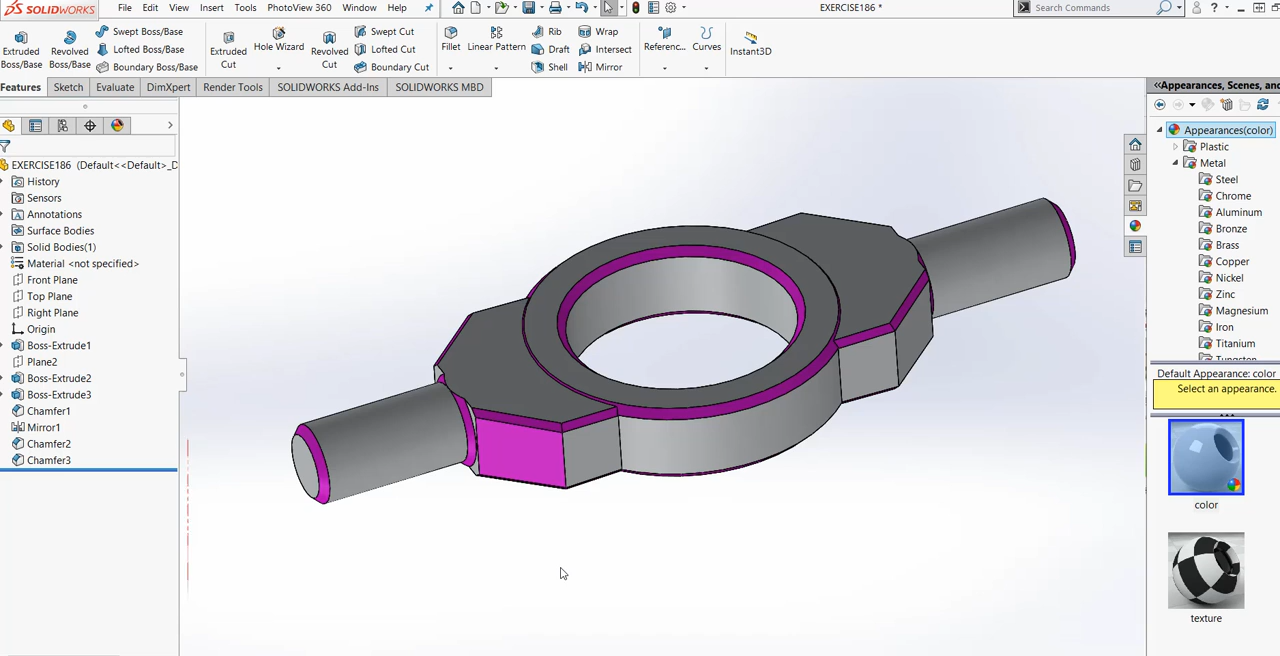 SOLIDWORKS File Edit View Insert Tools PhotoView 360 Window Help EXERCISE186 * Search Commands
Extruded Boss/Base
Revolved Boss/Base
Swept Boss/Base
Lofted Boss/Base
Boundary Boss/Base
Extruded Cut
Hole Wizard
Revolved Cut
Swept Cut
Lofted Cut
Boundary Cut
Fillet
Linear Pattern
Rib
Draft
Shell
Wrap
Intersect
Mirror
Referenc...
Curves
Instant3D
Features Sketch Evaluate DimXpert Render Tools SOLIDWORKS Add-Ins SOLIDWORKS MBD
EXERCISE186 (Default<<Default>_D
History
Sensors
Annotations
Surface Bodies
Solid Bodies(1)
Material <not specified>
Front Plane
Top Plane
Right Plane
Origin
Boss-Extrude1
Plane2
Boss-Extrude2
Boss-Extrude3
Chamfer1
Mirror1
Chamfer2
Chamfer3
<<Appearances, Scenes, and
Appearances(color)
Plastic
Metal
Steel
Chrome
Aluminum
Bronze
Brass
Copper
Nickel
Zinc
Magnesium
Iron
Titanium
Tungsten
Default Appearance: color
Select an appearance.
color
texture